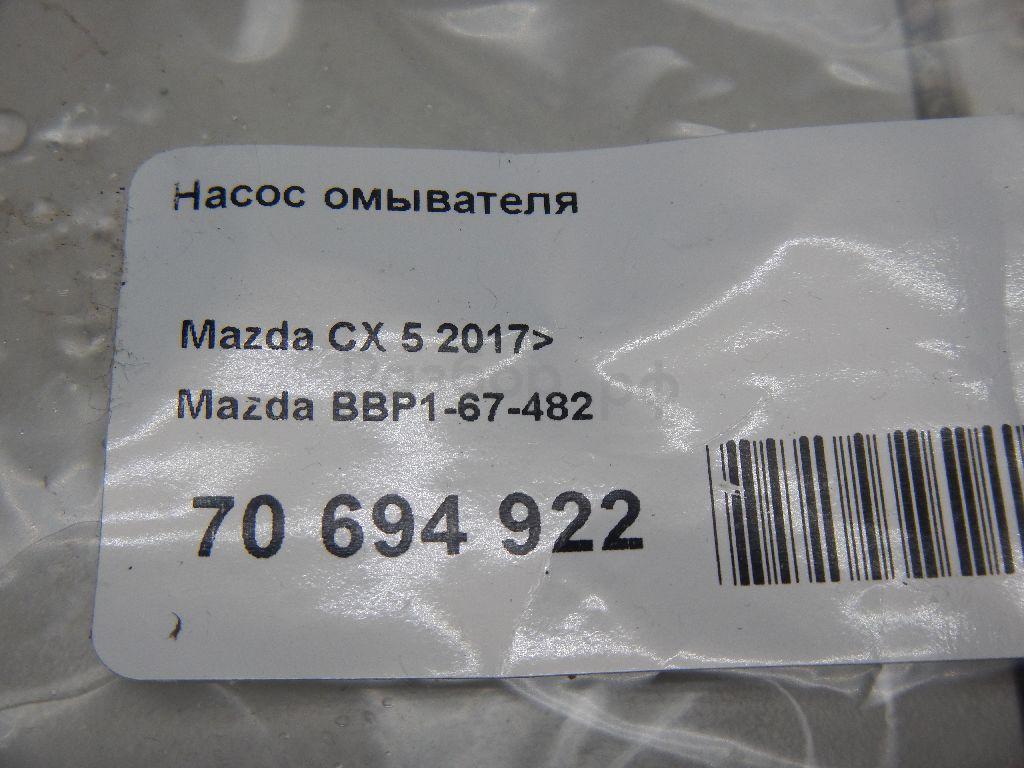 Насос омывателя
Mazda CX 5 2017>
Mazda BBP1-67-482
70 694 922